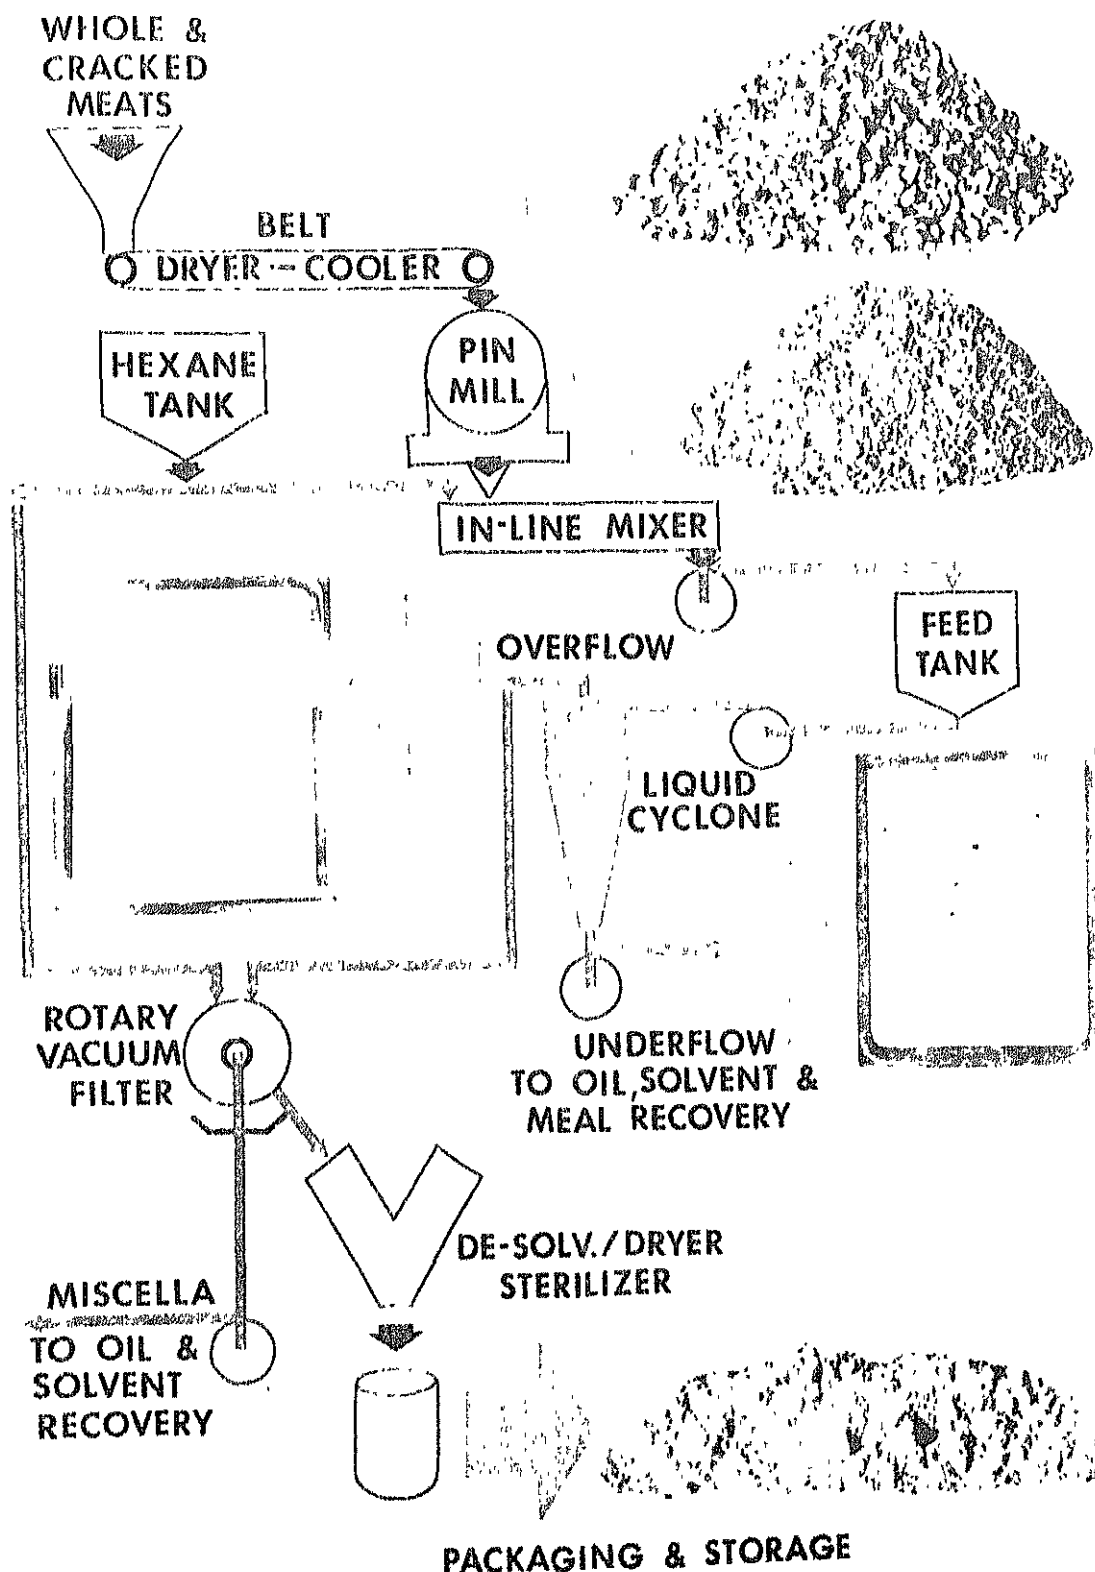 WHOLE &
CRACKED
MEATS
BELT
DRYER -- COOLER
HEXANE
TANK
PIN
MILL
IN-LINE MIXER
OVERFLOW
FEED
TANK
LIQUID
CYCLONE
ROTARY
VACUUM
FILTER
UNDERFLOW
TO OIL, SOLVENT &
MEAL RECOVERY
DE-SOLV./DRYER
STERILIZER
MISCELLA
TO OIL &
SOLVENT
RECOVERY
PACKAGING & STORAGE